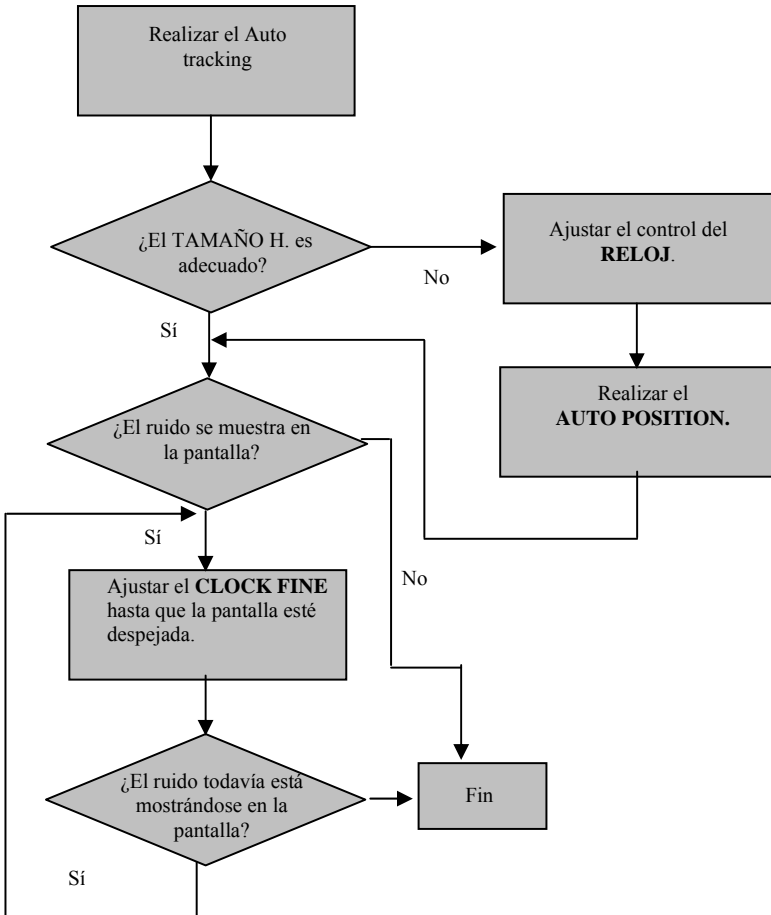 Realizar el Auto
tracking
¿El TAMAÑO H. es
adecuado?
No
Ajustar el control del
RELOJ.
Realizar el
AUTO POSITION.
Sí
¿El ruido se muestra en
la pantalla?
No
Sí
Ajustar el CLOCK FINE
hasta que la pantalla esté
despejada.
¿El ruido todavía está
mostrándose en la
pantalla?
Fin
Sí